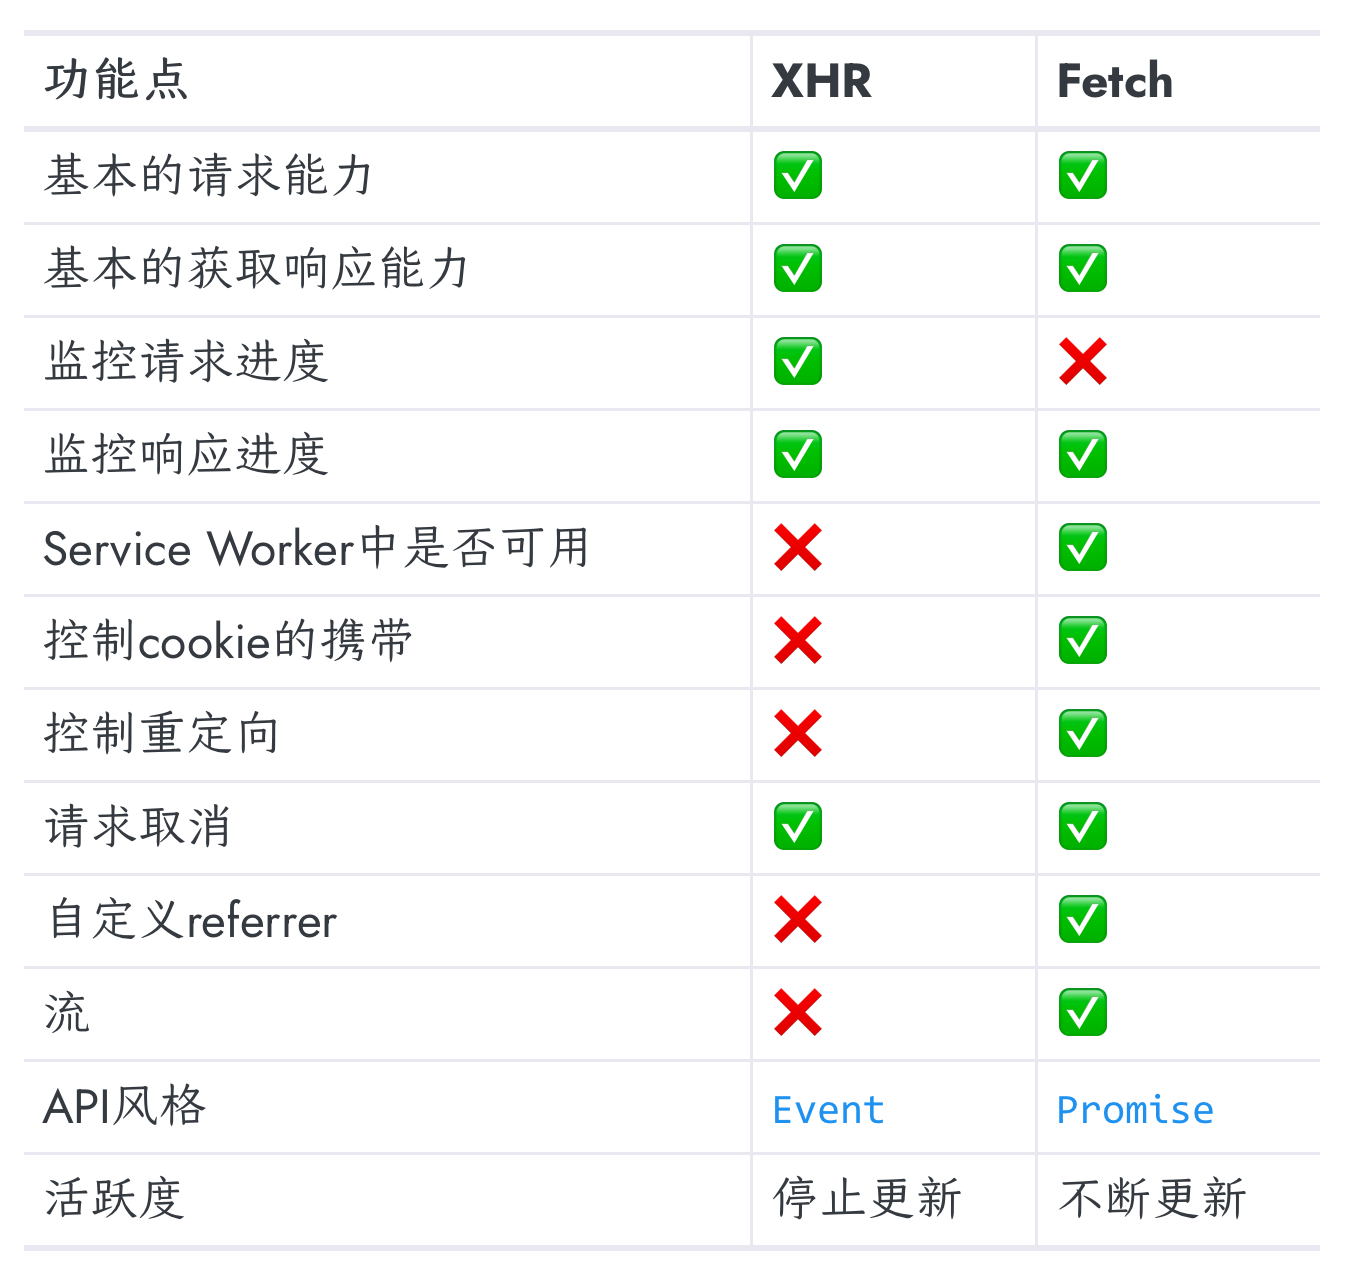 功能点 XHR Fetch
基本的请求能力 ✅ ✅
基本的获取响应能力 ✅ ✅
监控请求进度 ✅ ❌
监控响应进度 ✅ ✅
Service Worker中是否可用 ❌ ✅
控制cookie的携带 ❌ ✅
控制重定向 ❌ ✅
请求取消 ✅ ✅
自定义referrer ❌ ✅
流 ❌ ✅
API风格 Event Promise
活跃度 停止更新 不断更新